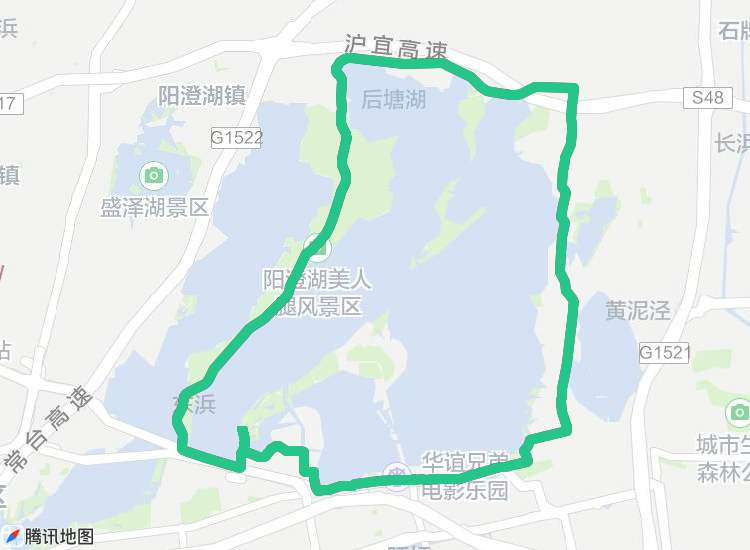 沪宜高速
石牌
阳澄湖镇
后塘湖
S48
17
G1522
长浜
镇
盛泽湖景区
阳澄湖美人
腿风景区
黄泥泾
G1521
常台高速
东浜
华谊兄弟
电影乐园
城市生
森林公
区
腾讯地图